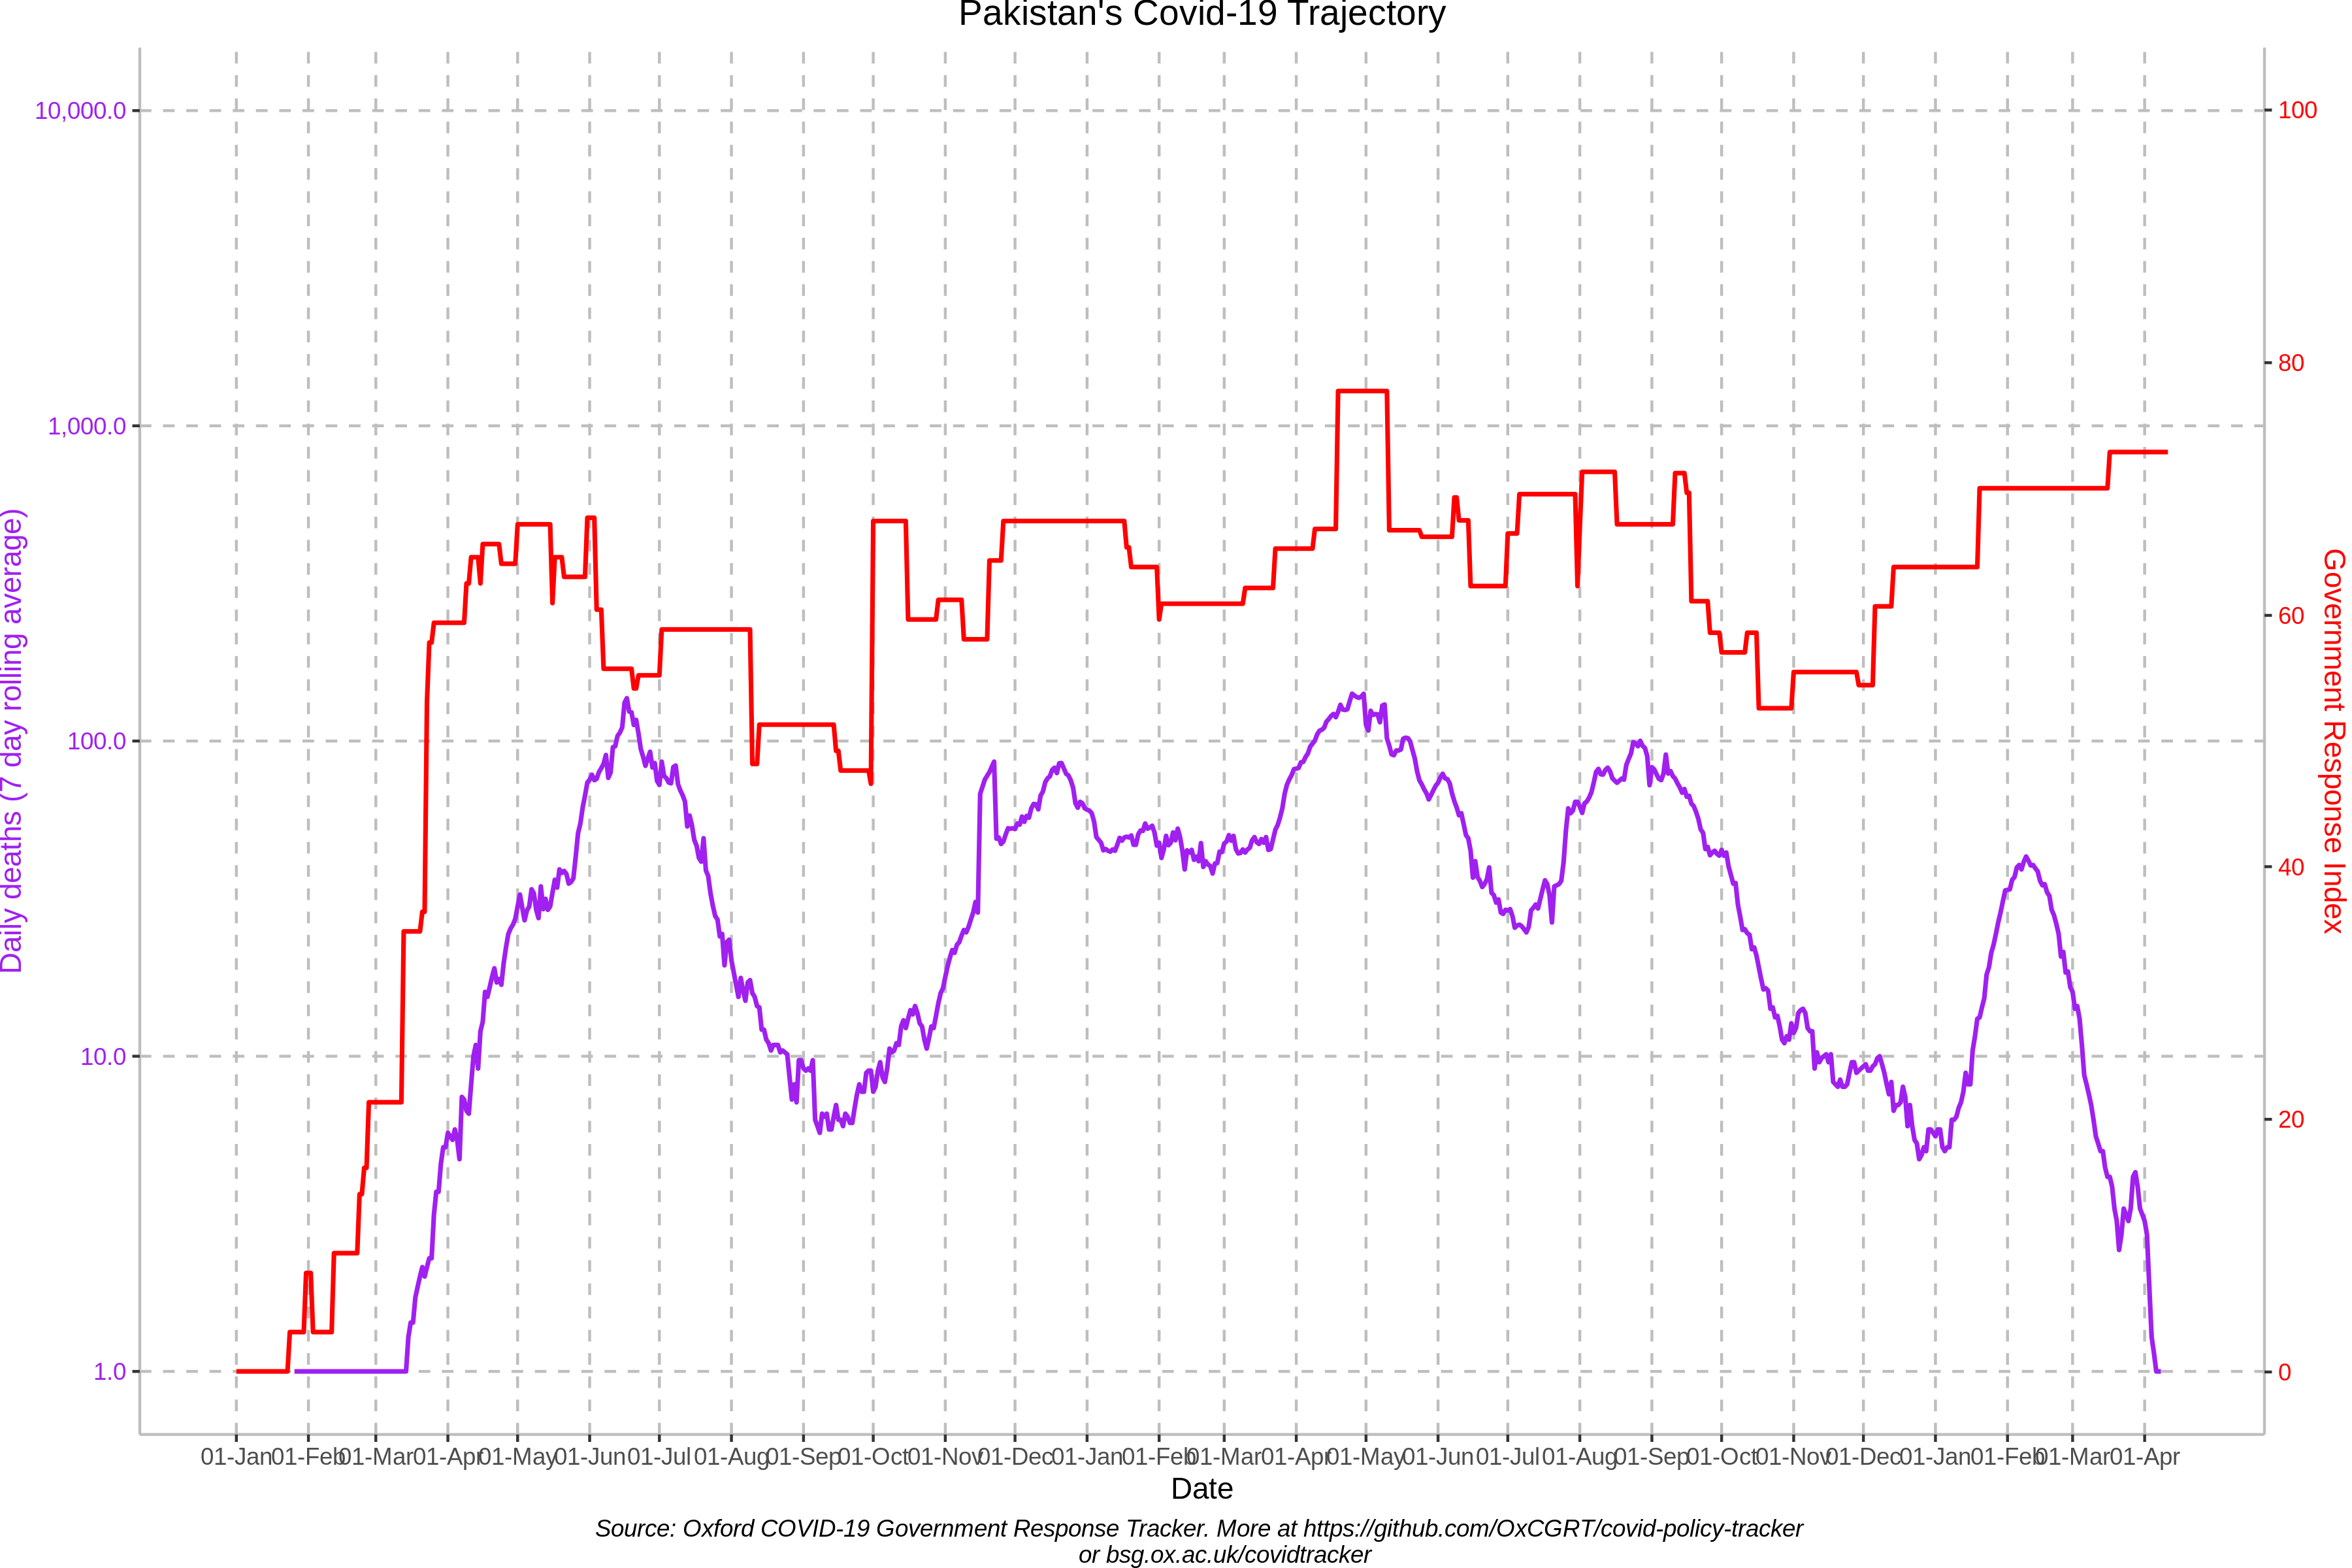 Pakistan's Covid-19 Trajectory
Daily deaths (7 day rolling average)
10,000.0
1,000.0
100.0
10.0
1.0
100
80
60
40
20
0
Government Response Index
01-Jan 01-Feb 01-Mar 01-Apr 01-May 01-Jun 01-Jul 01-Aug 01-Sep 01-Oct 01-Nov 01-Dec 01-Jan 01-Feb 01-Mar 01-Apr 01-May 01-Jun 01-Jul 01-Aug 01-Sep 01-Oct 01-Nov 01-Dec 01-Jan 01-Feb 01-Mar 01-Apr
Date
Source: Oxford COVID-19 Government Response Tracker. More at https://github.com/OxCGRT/covid-policy-tracker
or bsg.ox.ac.uk/covidtracker